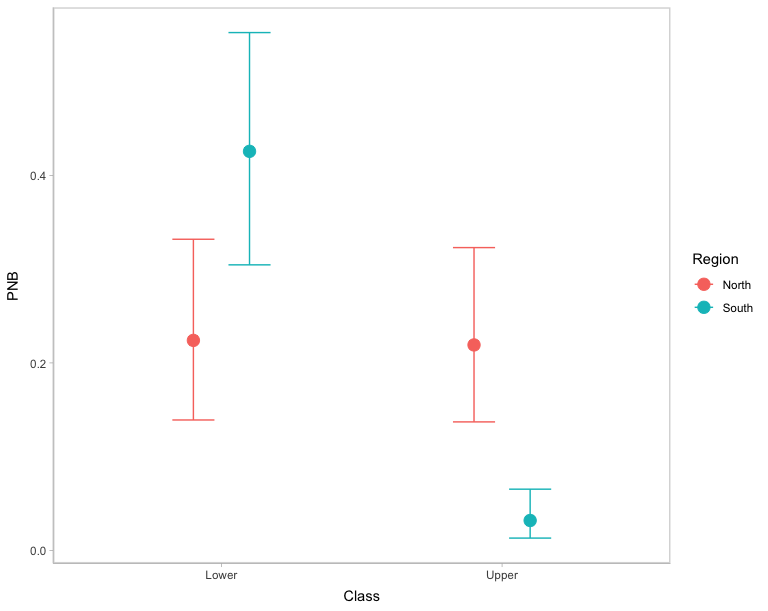 PNB
0.4
0.2
0.0
Lower
Upper
Class
Region
North
South